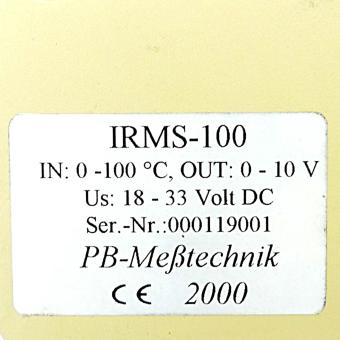 IRMS-100
IN: 0 -100 °C, OUT: 0 - 10 V
Us: 18 - 33 Volt DC
Ser.-Nr.:000119001
PB-Meßtechnik
CE 2000